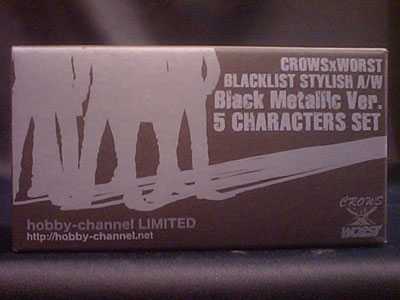 CROWSxWORST
BLACKLIST STYLISH A/W
Black Metallic Ver.
5 CHARACTERS SET
hobby-channel LIMITED
http://hobby-channel.net
CROWS
WORST